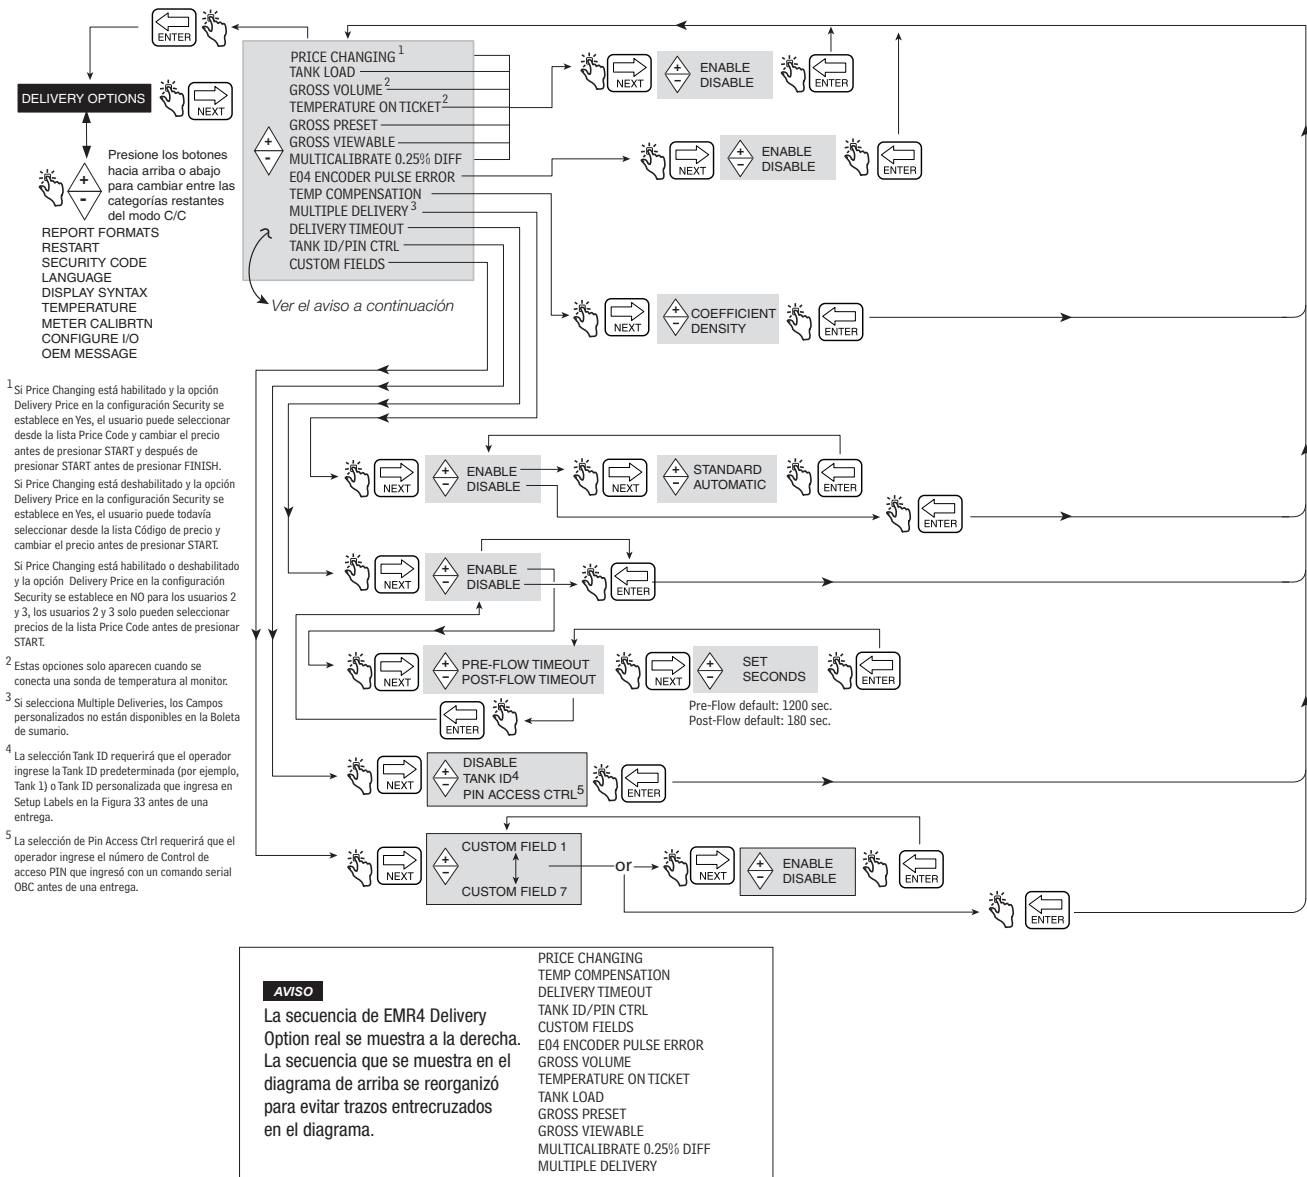 ENTER
DELIVERY OPTIONS
NEXT
+
-
Presione los botones
hacia arriba o abajo
para cambiar entre las
categorías restantes
del modo C/C
REPORT FORMATS
RESTART
SECURITY CODE
LANGUAGE
DISPLAY SYNTAX
TEMPERATURE
METER CALIBRTN
CONFIGURE I/O
OEM MESSAGE
+
-
PRICE CHANGING 1
TANK LOAD
GROSS VOLUME 2
TEMPERATURE ON TICKET 2
GROSS PRESET
GROSS VIEWABLE
MULTICALIBRATE 0.25% DIFF
E04 ENCODER PULSE ERROR
TEMP COMPENSATION
MULTIPLE DELIVERY 3
DELIVERY TIMEOUT
TANK ID/PIN CTRL
CUSTOM FIELDS
Ver el aviso a continuación
NEXT
+
-
ENABLE
DISABLE
ENTER
NEXT
+
-
ENABLE
DISABLE
ENTER
NEXT
+
-
COEFFICIENT
DENSITY
ENTER
NEXT
+
-
ENABLE
DISABLE
NEXT
+
-
STANDARD
AUTOMATIC
ENTER
ENTER
NEXT
+
-
ENABLE
DISABLE
ENTER
NEXT
+
-
PRE-FLOW TIMEOUT
POST-FLOW TIMEOUT
NEXT
+
-
SET
SECONDS
ENTER
Pre-Flow default: 1200 sec.
Post-Flow default: 180 sec.
ENTER
NEXT
+
-
DISABLE
TANK ID4
PIN ACCESS CTRL5
ENTER
NEXT
+
-
CUSTOM FIELD 1
CUSTOM FIELD 7
or
NEXT
+
-
ENABLE
DISABLE
ENTER
ENTER
1 Si Price Changing está habilitado y la opción
Delivery Price en la configuración Security se
establece en Yes, el usuario puede seleccionar
desde la lista Price Code y cambiar el precio
antes de presionar START y después de
presionar START antes de presionar FINISH.
Si Price Changing está deshabilitado y la opción
Delivery Price en la configuración Security se
establece en Yes, el usuario puede todavía
seleccionar desde la lista Código de precio y
cambiar el precio antes de presionar START.
Si Price Changing está habilitado o deshabilitado
y la opción Delivery Price en la configuración
Security se establece en NO para los usuarios 2
y 3, los usuarios 2 y 3 solo pueden seleccionar
precios de la lista Price Code antes de presionar
START.
2 Estas opciones solo aparecen cuando se
conecta una sonda de temperatura al monitor.
3 Si selecciona Multiple Deliveries, los Campos
personalizados no están disponibles en la Boleta
de sumario.
4 La selección Tank ID requerirá que el operador
ingrese la Tank ID predeterminada (por ejemplo,
Tank 1) o Tank ID personalizada que ingresa en
Setup Labels en la Figura 33 antes de una
entrega.
5 La selección de Pin Access Ctrl requerirá que el
operador ingrese el número de Control de
acceso PIN que ingresó con un comando serial
OBC antes de una entrega.
AVISO
La secuencia de EMR4 Delivery
Option real se muestra a la derecha.
La secuencia que se muestra en el
diagrama de arriba se reorganizó
para evitar trazos entrecruzados
en el diagrama.
PRICE CHANGING
TEMP COMPENSATION
DELIVERY TIMEOUT
TANK ID/PIN CTRL
CUSTOM FIELDS
E04 ENCODER PULSE ERROR
GROSS VOLUME
TEMPERATURE ON TICKET
TANK LOAD
GROSS PRESET
GROSS VIEWABLE
MULTICALIBRATE 0.25% DIFF
MULTIPLE DELIVERY